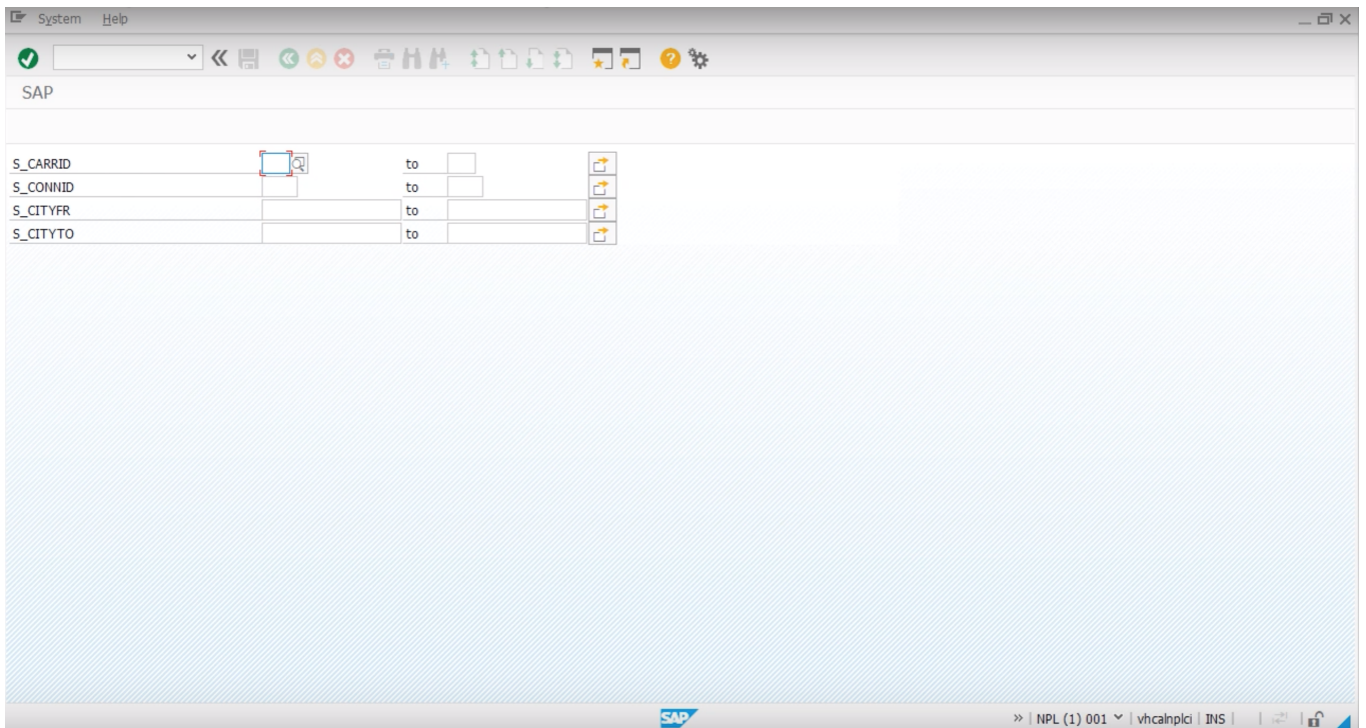 System Help
SAP
S_CARRID to
S_CONNID to
S_CITYFR to
S_CITYTO to
SAP » | NPL (1) 001 | vhcalnplci | INS |